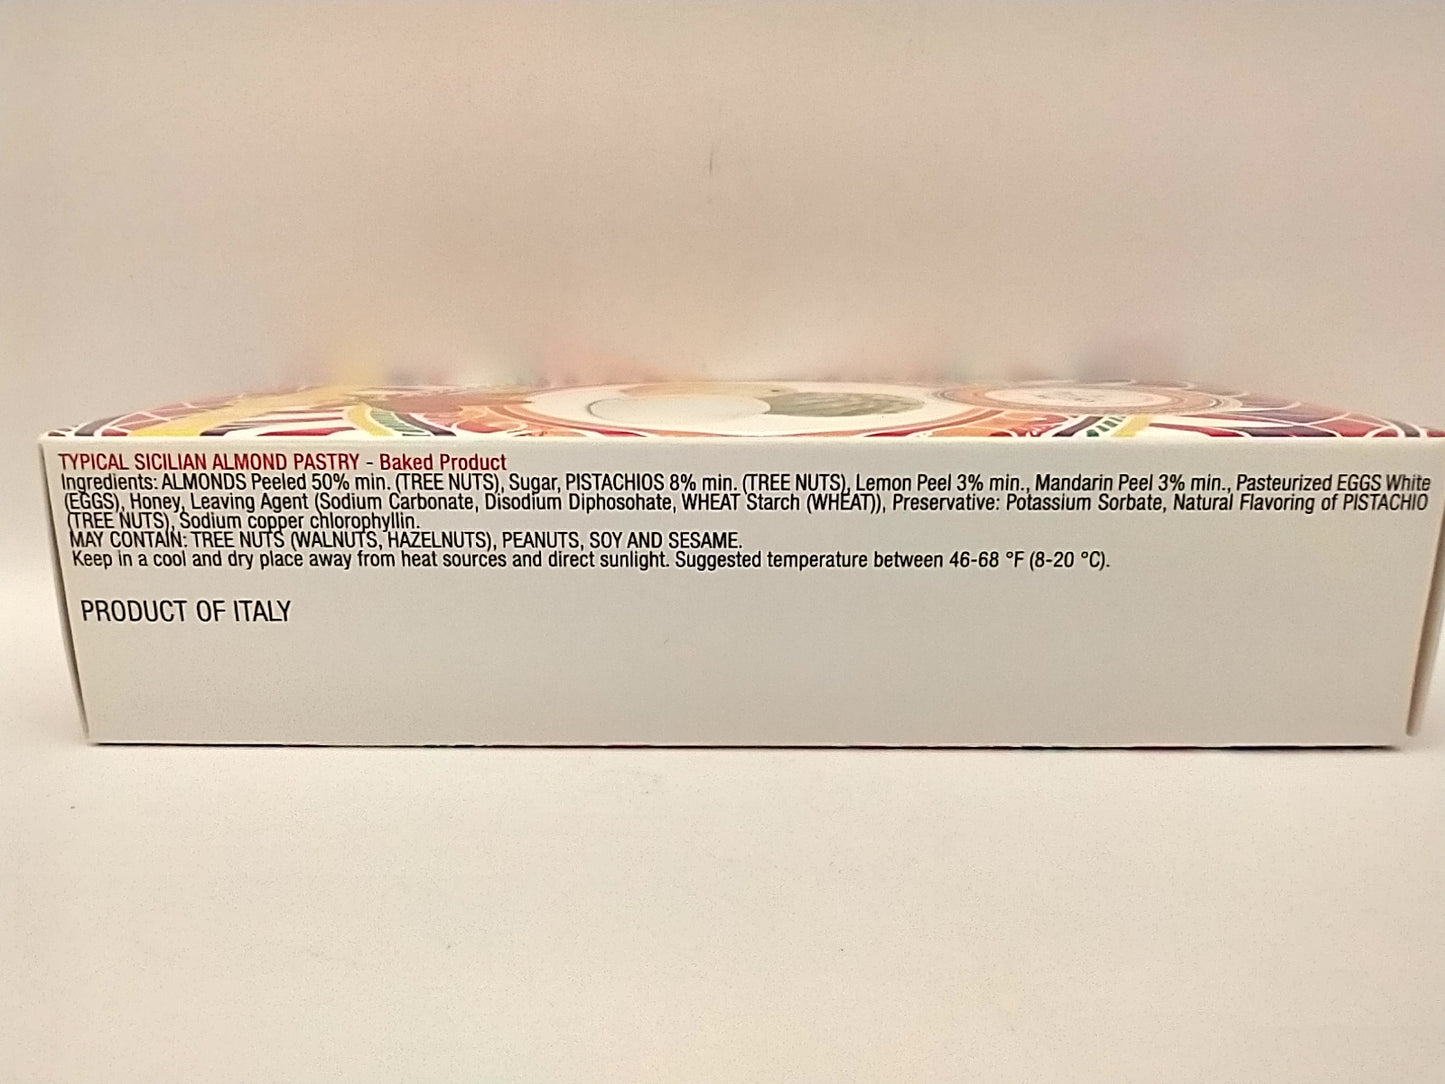 TYPICAL SICILIAN ALMOND PASTRY - Baked Product
Ingredients: ALMONDS Peeled 50% min. (TREE NUTS), Sugar, PISTACHIOS 8% min. (TREE NUTS), Lemon Peel 3% min., Mandarin Peel 3% min., Pasteurized EGGS White
(EGGS), Honey, Leaving Agent (Sodium Carbonate, Disodium Diphosohate, WHEAT Starch (WHEAT)), Preservative: Potassium Sorbate, Natural Flavoring of PISTACHIO
(TREE NUTS), Sodium copper chlorophyllin.
MAY CONTAIN: TREE NUTS (WALNUTS, HAZELNUTS), PEANUTS, SOY AND SESAME.
Keep in a cool and dry place away from heat sources and direct sunlight. Suggested temperature between 46-68 °F (8-20 °C).
PRODUCT OF ITALY